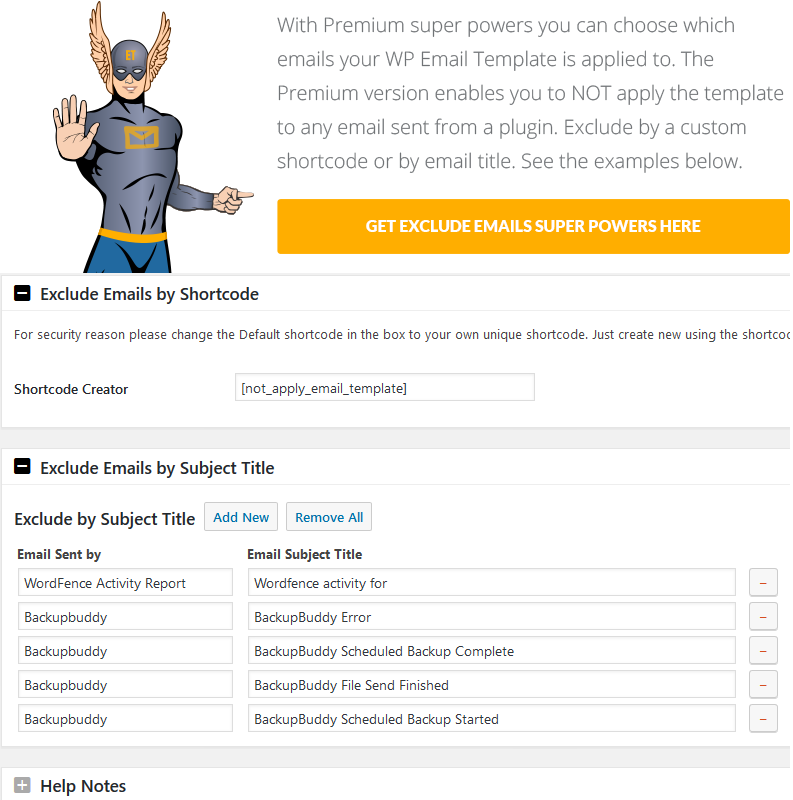 ET
With Premium super powers you can choose which
emails your WP Email Template is applied to. The
Premium version enables you to NOT apply the template
to any email sent from a plugin. Exclude by a custom
shortcode or by email title. See the examples below.
GET EXCLUDE EMAILS SUPER POWERS HERE
Exclude Emails by Shortcode
For security reason please change the Default shortcode in the box to your own unique shortcode. Just create new using the
Shortcode Creator [not_apply_email_template]
Exclude Emails by Subject Title
Exclude by Subject Title Add New Remove All
Email Sent by Email Subject Title
WordFence Activity Report Wordfence activity for –
Backupbuddy BackupBuddy Error –
Backupbuddy BackupBuddy Scheduled Backup Complete –
Backupbuddy BackupBuddy File Send Finished –
Backupbuddy BackupBuddy Scheduled Backup Started –
Help Notes